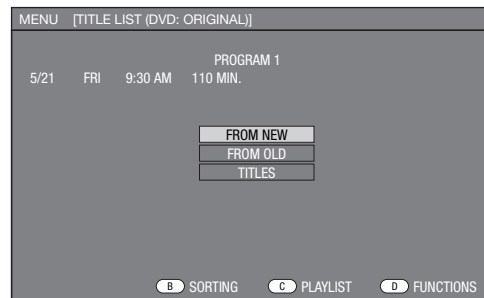 MENU [TITLE LIST (DVD: ORIGINAL)]
PROGRAM 1
5/21 FRI 9:30 AM 110 MIN.
FROM NEW
FROM OLD
TITLES
B SORTING C PLAYLIST D FUNCTIONS